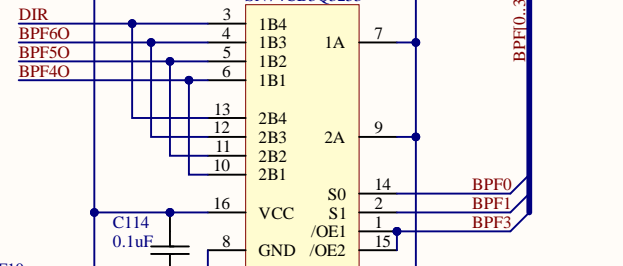 DIR
BPF6O
BPF5O
BPF4O
3 1B4
4 1B3
5 1B2
6 1B1
13 2B4
12 2B3
11 2B2
10 2B1
16 VCC
8 GND
1A 7
2A 9
S0 14
S1 2
/OE1 1
/OE2 15
C114
0.1uF
BPF0
BPF1
BPF3
BPF[0..3